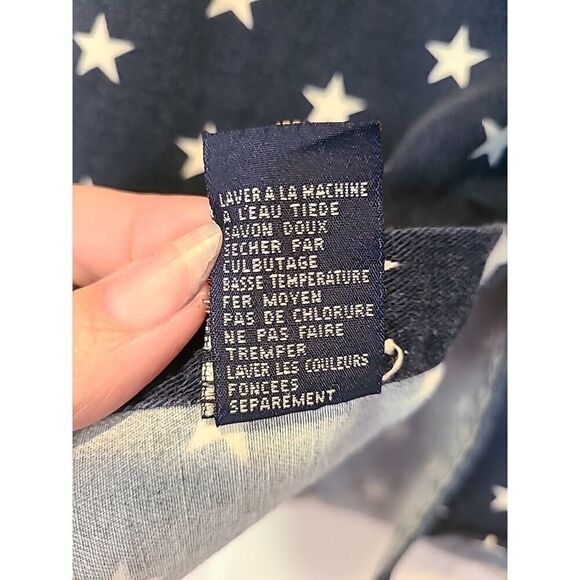 LAVER A LA MACHINE
A L'EAU TIEDE
SAVON DOUX
SECHER PAR
CULBUTAGE
BASSE TEMPERATURE
FER MOYEN
PAS DE CHLORURE
NE PAS FAIRE
TREMPER
LAVER LES COULEURS
FONCEES
SEPAREMENT